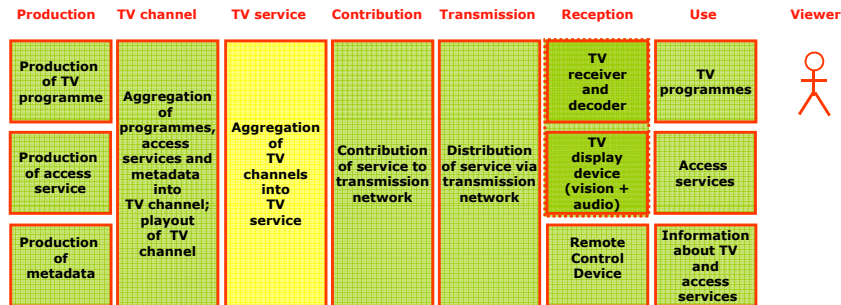 Production
TV channel
TV service
Contribution
Transmission
Reception
Use
Viewer
Production
of TV
programme
Production
of access
service
Production
of
metadata
Aggregation
of
programmes,
access
services and
metadata
into
TV channel;
playout
of TV
channel
Aggregation
of
TV
channels
into
TV
service
Contribution
of service to
transmission
network
Distribution
of service via
transmission
network
TV
receiver
and
decoder
TV
display
device
(vision +
audio)
Remote
Control
Device
TV
programmes
Access
services
Information
about TV
and
access
services